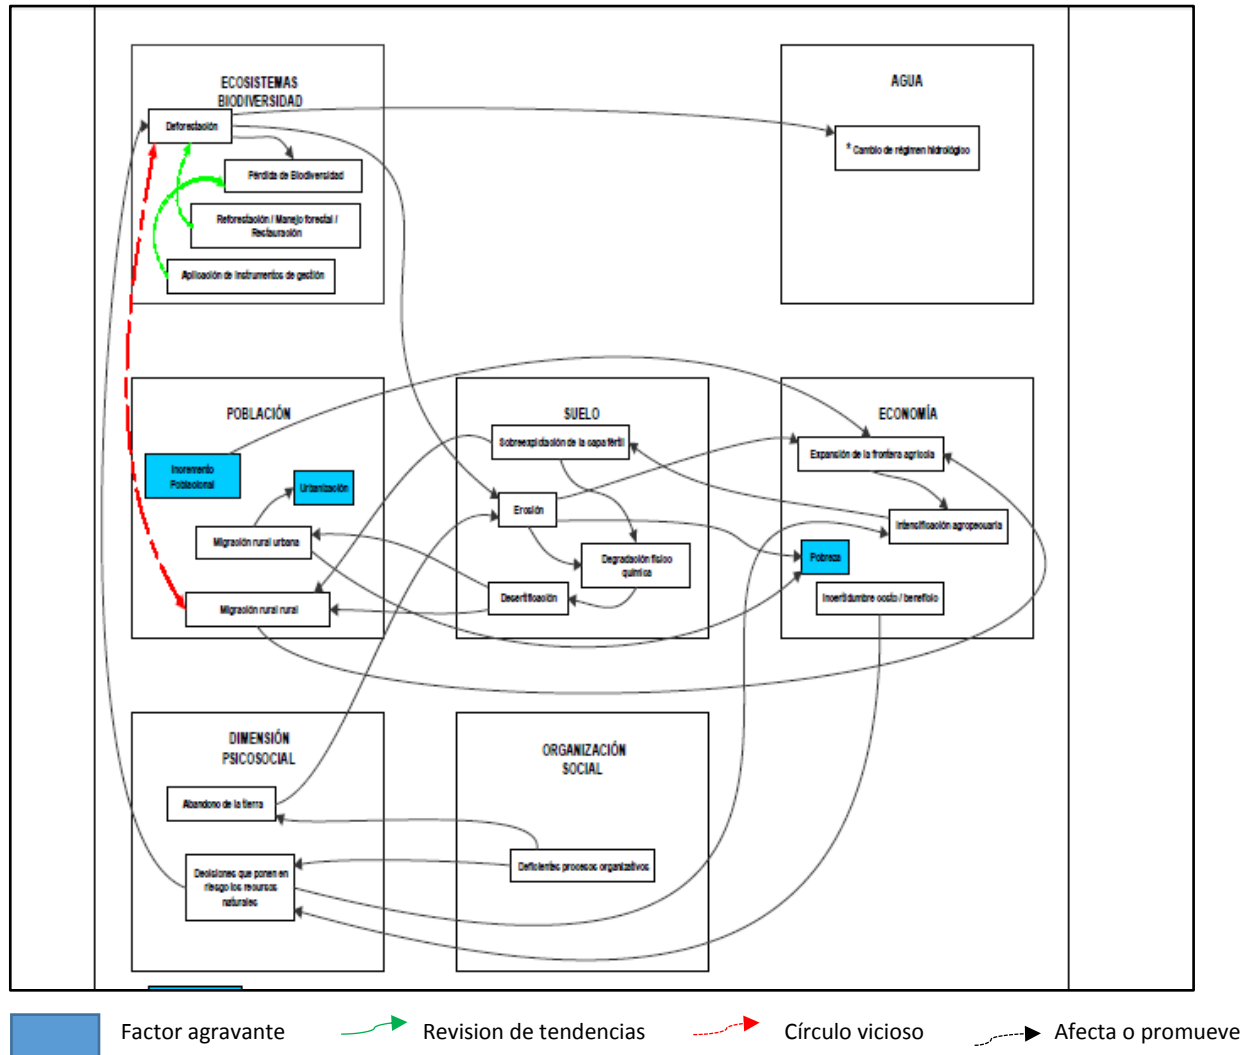 ECOSISTEMAS
BIODIVERSIDAD
Deforestación
Pérdida de Biodiversidad
Reforestación / Manejo forestal /
Restauración
Aplicación de instrumentos de gestión
AGUA
* Cambio de régimen hidrológico
POBLACIÓN
Incremento
Poblacional
Urbanización
Migración rural urbana
Migración rural rural
SUELO
Sobreexplotación de la capa fértil
Erosión
Degradación físico
química
Desertificación
ECONOMÍA
Expansión de la frontera agrícola
Intensificación agropecuaria
Pobreza
Incertidumbre costo / beneficio
DIMENSIÓN
PSICOSOCIAL
Abandono de la tierra
Decisiones que ponen en
riesgo los recursos
naturales
ORGANIZACIÓN
SOCIAL
Deficientes procesos organizativos
Factor agravante
Revision de tendencias
Círculo vicioso
Afecta o promueve